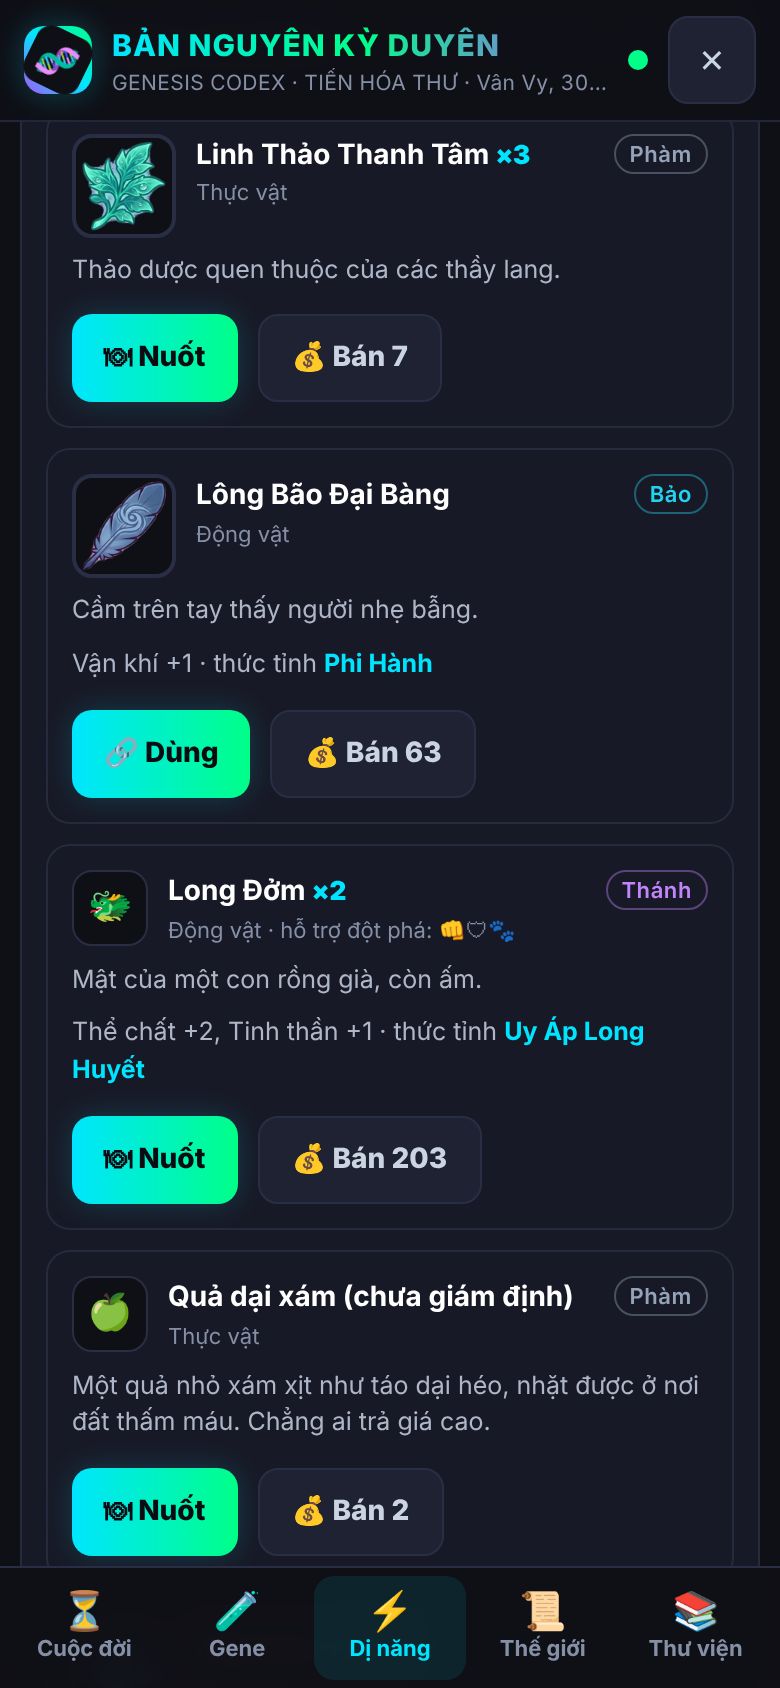 BẢN NGUYÊN KỲ DUYÊN
GENESIS CODEX · TIẾN HÓA THƯ · Vân Vy, 30...
Linh Thảo Thanh Tâm ×3
Phàm
Thực vật
Thảo dược quen thuộc của các thầy lang.
Nuốt
Bán 7
Lông Bão Đại Bàng
Bảo
Động vật
Cầm trên tay thấy người nhẹ bẫng.
Vận khí +1 · thức tỉnh Phi Hành
Dùng
Bán 63
Long Đởm ×2
Thánh
Động vật · hỗ trợ đột phá:
Mật của một con rồng già, còn ấm.
Thể chất +2, Tinh thần +1 · thức tỉnh Uy Áp Long
Huyết
Nuốt
Bán 203
Quả dại xám (chưa giám định)
Phàm
Thực vật
Một quả nhỏ xám xịt như táo dại héo, nhặt được ở nơi
đất thấm máu. Chẳng ai trả giá cao.
Nuốt
Bán 2
Cuộc đời
Gene
Dị năng
Thế giới
Thư viện